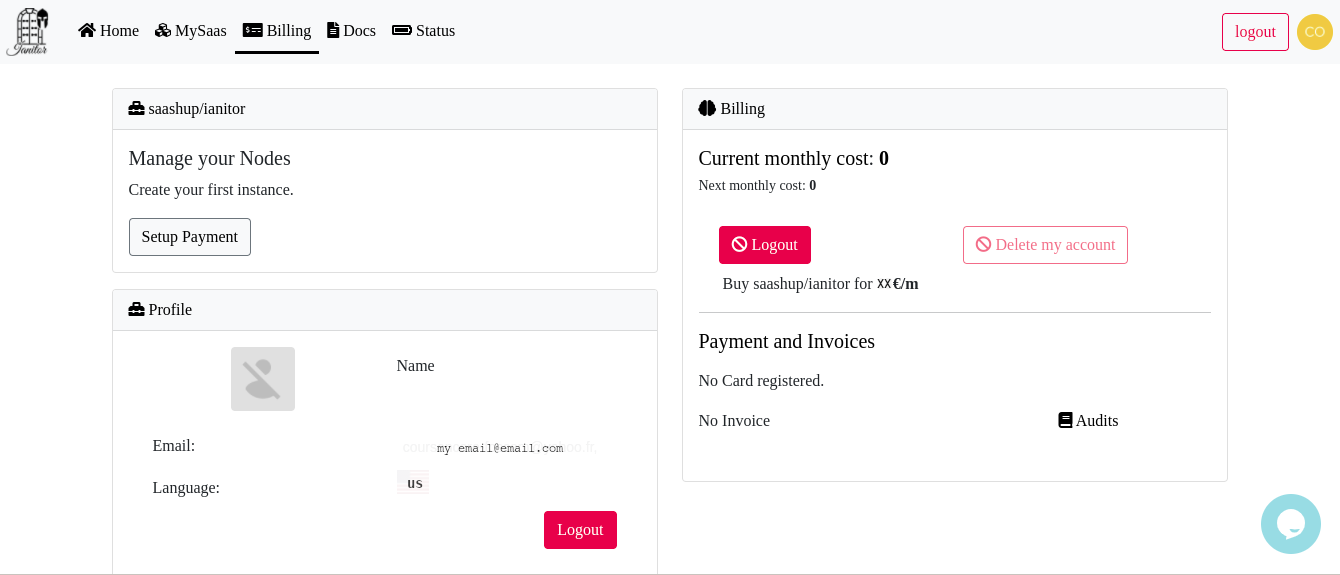 Janitor
Home MySaas Billing Docs Status logout CO
saashup/ianitor
Manage your Nodes
Create your first instance.
Setup Payment
Profile
Name
Email: my email@email.com
Language: us
Logout
Billing
Current monthly cost: 0
Next monthly cost: 0
Logout Delete my account
Buy saashup/ianitor for XX€/m
Payment and Invoices
No Card registered.
No Invoice Audits